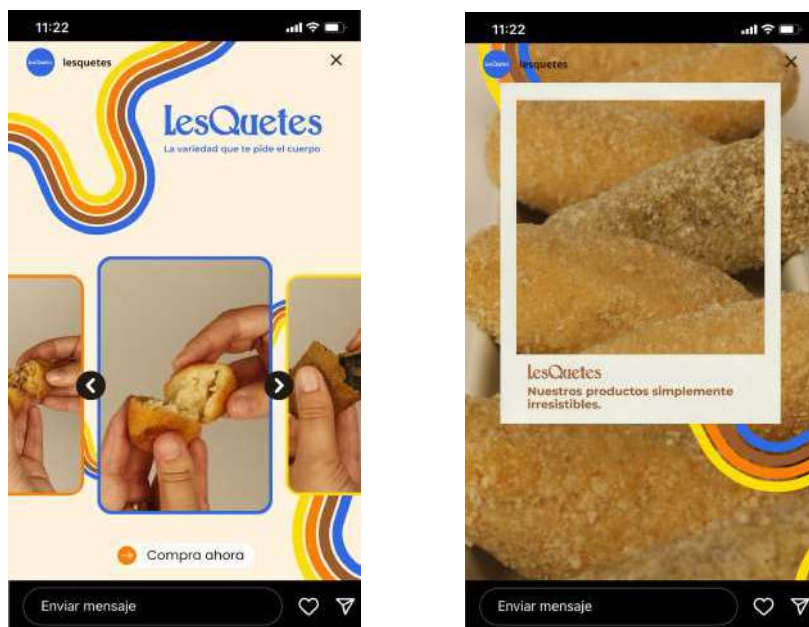 11:22
lesquetes
LesQuetes
La variedad que te pide el cuerpo
Compra ahora
Enviar mensaje
11:22
LesQuetes
lesquetes
LesQuetes
Nuestros productos simplemente
irresistibles.
Enviar mensaje